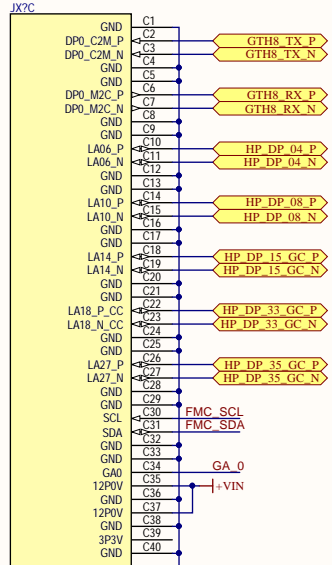 JX?C
GND C1
DP0_C2M_P C2 GTH8_TX_P
DP0_C2M_N C3 GTH8_TX_N
GND C4
GND C5
DP0_M2C_P C6 GTH8_RX_P
DP0_M2C_N C7 GTH8_RX_N
GND C8
GND C9
LA06_P C10 HP_DP_04_P
LA06_N C11 HP_DP_04_N
GND C12
GND C13
LA10_P C14 HP_DP_08_P
LA10_N C15 HP_DP_08_N
GND C16
GND C17
LA14_P C18 HP_DP_15_GC_P
LA14_N C19 HP_DP_15_GC_N
GND C20
GND C21
LA18_P_CC C22 HP_DP_33_GC_P
LA18_N_CC C23 HP_DP_33_GC_N
GND C24
GND C25
LA27_P C26 HP_DP_35_GC_P
LA27_N C27 HP_DP_35_GC_N
GND C28
GND C29
SCL C30 FMC_SCL
SDA C31 FMC_SDA
GND C32
GND C33
GA0 C34 GA_0
12P0V C35 +VIN
GND C36
12P0V C37
GND C38
3P3V C39
GND C40